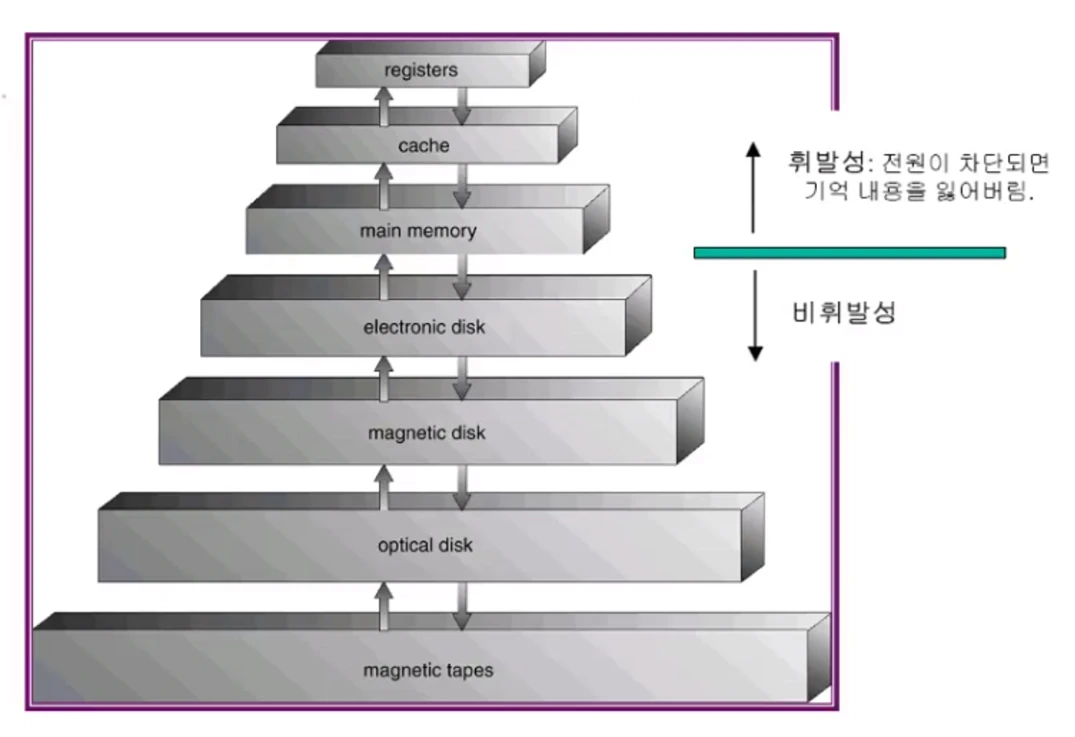 registers
cache
main memory
electronic disk
magnetic disk
optical disk
magnetic tapes
휘발성: 전원이 차단되면
기억 내용을 잃어버림.
비휘발성